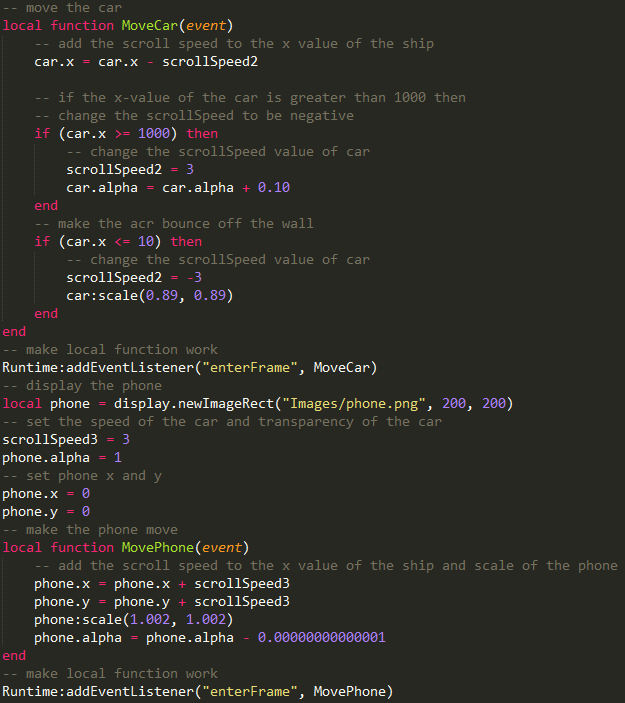 -- move the car
local function MoveCar(event)
    -- add the scroll speed to the x value of the ship
    car.x = car.x - scrollSpeed2

    -- if the x-value of the car is greater than 1000 then
    -- change the scrollSpeed to be negative
    if (car.x >= 1000) then
        -- change the scrollSpeed value of car
        scrollSpeed2 = 3
        car.alpha = car.alpha + 0.10
    end
    -- make the acr bounce off the wall
    if (car.x <= 10) then
        -- change the scrollSpeed value of car
        scrollSpeed2 = -3
        car:scale(0.89, 0.89)
    end
end
-- make local function work
Runtime:addEventListener("enterFrame", MoveCar)
-- display the phone
local phone = display.newImageRect("Images/phone.png", 200, 200)
-- set the speed of the car and transparency of the car
scrollSpeed3 = 3
phone.alpha = 1
-- set phone x and y
phone.x = 0
phone.y = 0
-- make the phone move
local function MovePhone(event)
    -- add the scroll speed to the x value of the ship and scale of the phone
    phone.x = phone.x + scrollSpeed3
    phone.y = phone.y + scrollSpeed3
    phone:scale(1.002, 1.002)
    phone.alpha = phone.alpha - 0.00000000000001
end
-- make local function work
Runtime:addEventListener("enterFrame", MovePhone)